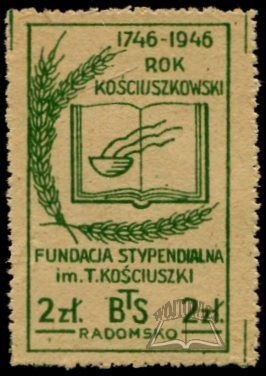 1746-1946
ROK
KOŚCIUSZKOWSKI
FUNDACJA STYPENDIALNA
im. T. KOŚCIUSZKI
2 zł. BTS 2 zł.
RADOMSKO